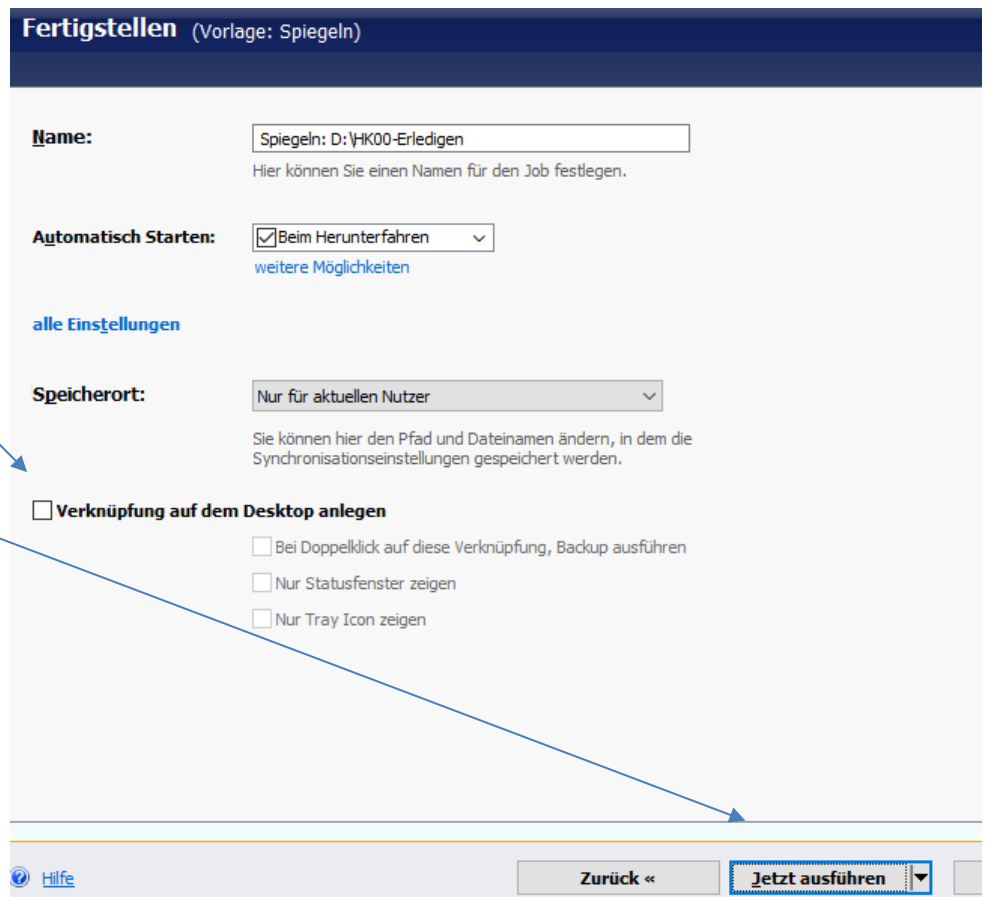 Fertigstellen (Vorlage: Spiegeln)
Name:
Spiegeln: D:\HK00-Erledigen
Hier können Sie einen Namen für den Job festlegen.
Automatisch Starten:
Beim Herunterfahren
weitere Möglichkeiten
alle Einstellungen
Speicherort:
Nur für aktuellen Nutzer
Sie können hier den Pfad und Dateinamen ändern, in dem die
Synchronisationseinstellungen gespeichert werden.
Verknüpfung auf dem Desktop anlegen
Bei Doppelklick auf diese Verknüpfung, Backup ausführen
Nur Statusfenster zeigen
Nur Tray Icon zeigen
Hilfe
Zurück «
Jetzt ausführen